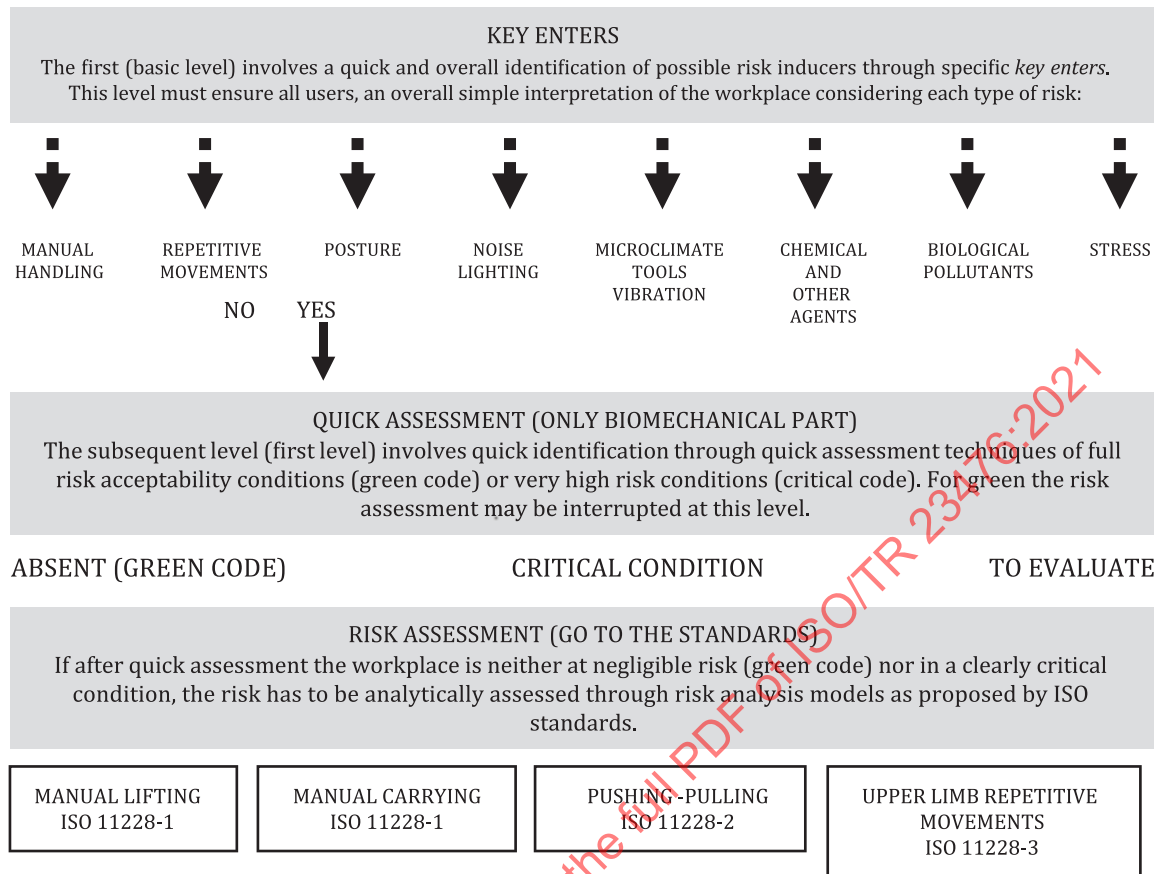 KEY ENTERS
The first (basic level) involves a quick and overall identification of possible risk inducers through specific key enters.
This level must ensure all users, an overall simple interpretation of the workplace considering each type of risk:
MANUAL
HANDLING
REPETITIVE
MOVEMENTS
POSTURE
NOISE
LIGHTING
MICROCLIMATE
TOOLS
VIBRATION
CHEMICAL
AND
OTHER
AGENTS
BIOLOGICAL
POLLUTANTS
STRESS
NO YES
QUICK ASSESSMENT (ONLY BIOMECHANICAL PART)
The subsequent level (first level) involves quick identification through quick assessment techniques of full
risk acceptability conditions (green code) or very high risk conditions (critical code). For green the risk
assessment may be interrupted at this level.
ABSENT (GREEN CODE) CRITICAL CONDITION TO EVALUATE
RISK ASSESSMENT (GO TO THE STANDARDS)
If after quick assessment the workplace is neither at negligible risk (green code) nor in a clearly critical
condition, the risk has to be analytically assessed through risk analysis models as proposed by ISO
standards.
MANUAL LIFTING
ISO 11228-1
MANUAL CARRYING
ISO 11228-1
PUSHING -PULLING
ISO 11228-2
UPPER LIMB REPETITIVE
MOVEMENTS
ISO 11228-3
the full PDF of ISO/TR 23476:2021